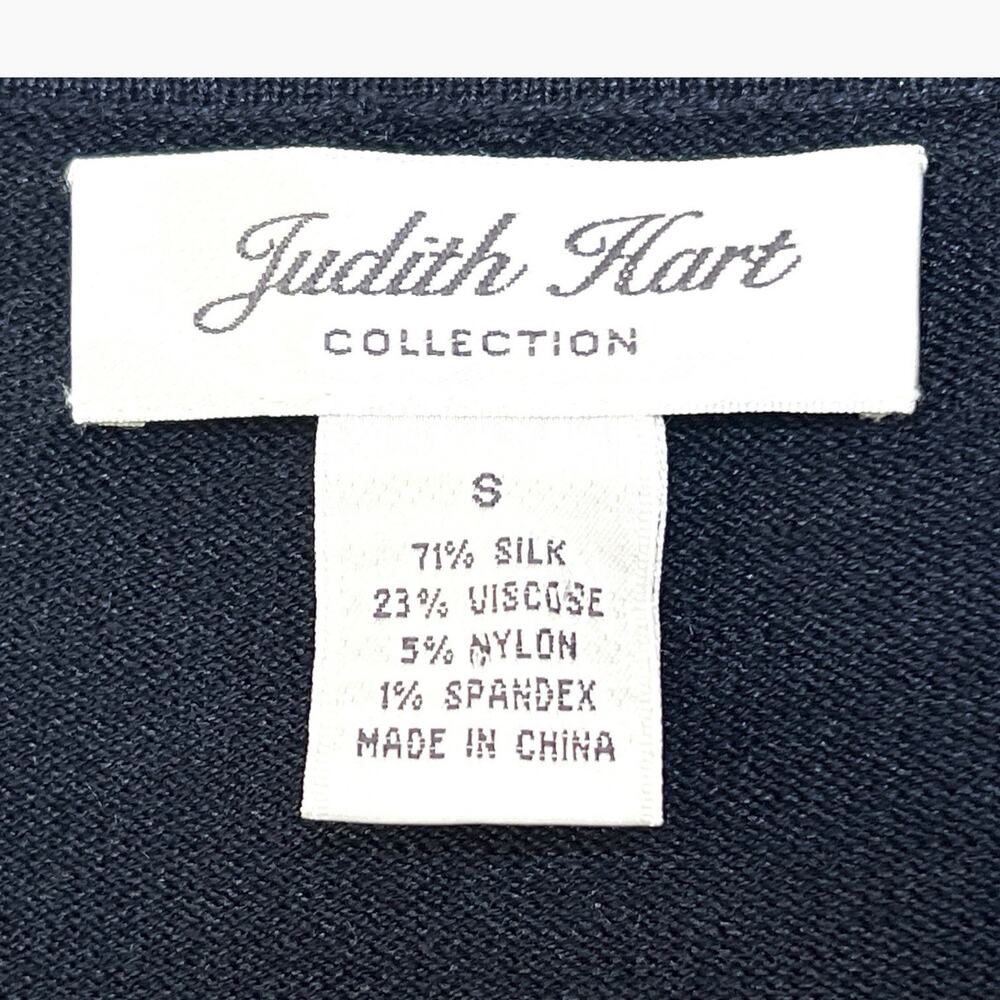 Judith Hart
COLLECTION
S
71% SILK
23% VISCOSE
5% NYLON
1% SPANDEX
MADE IN CHINA